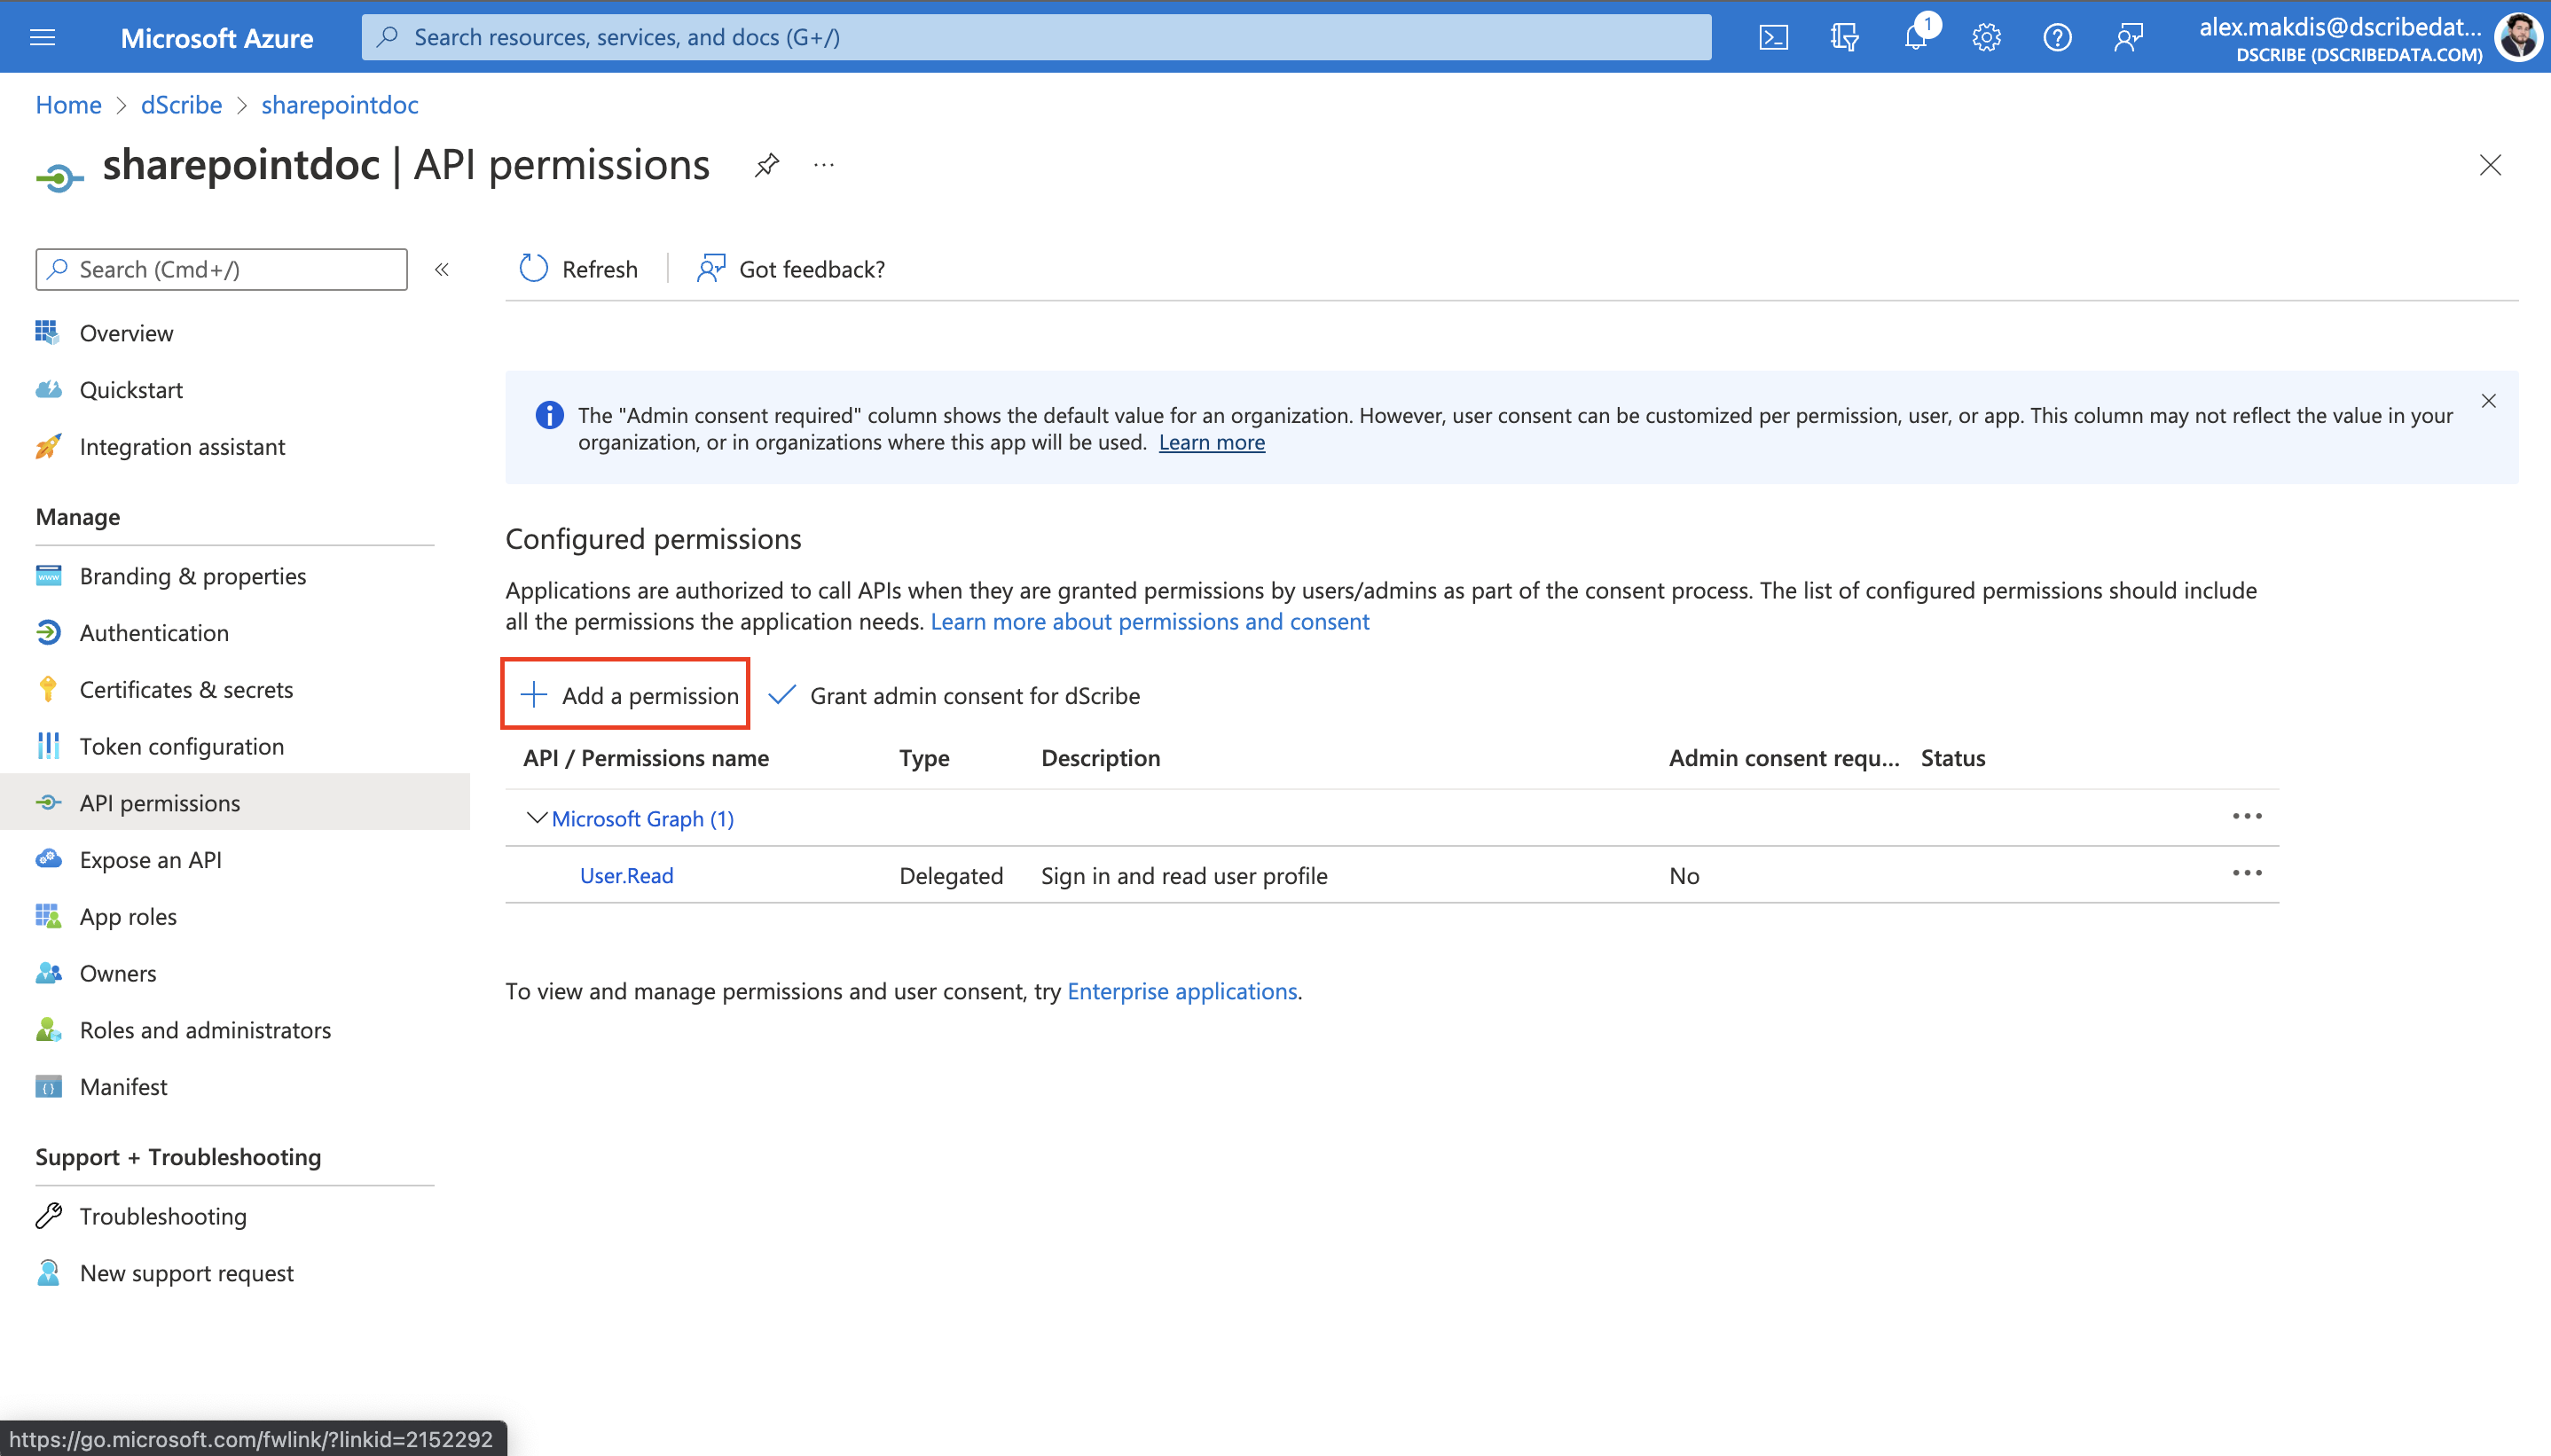 Microsoft Azure
Search resources, services, and docs (G+/)
1
alex.makdis@dscribedat...
DSCRIBE (DSCRIBEDATA.COM)
Home > dScribe > sharepointdoc
sharepointdoc | API permissions
Search (Cmd+/)
Overview
Quickstart
Integration assistant
Manage
Branding & properties
Authentication
Certificates & secrets
Token configuration
API permissions
Expose an API
App roles
Owners
Roles and administrators
Manifest
Support + Troubleshooting
Troubleshooting
New support request
Refresh
Got feedback?
The "Admin consent required" column shows the default value for an organization. However, user consent can be customized per permission, user, or app. This column may not reflect the value in your
organization, or in organizations where this app will be used. Learn more
Configured permissions
Applications are authorized to call APIs when they are granted permissions by users/admins as part of the consent process. The list of configured permissions should include
all the permissions the application needs. Learn more about permissions and consent
Add a permission
Grant admin consent for dScribe
API / Permissions name Type Description Admin consent requ... Status
Microsoft Graph (1)
User.Read Delegated Sign in and read user profile No
To view and manage permissions and user consent, try Enterprise applications.
https://go.microsoft.com/fwlink/?linkid=2152292